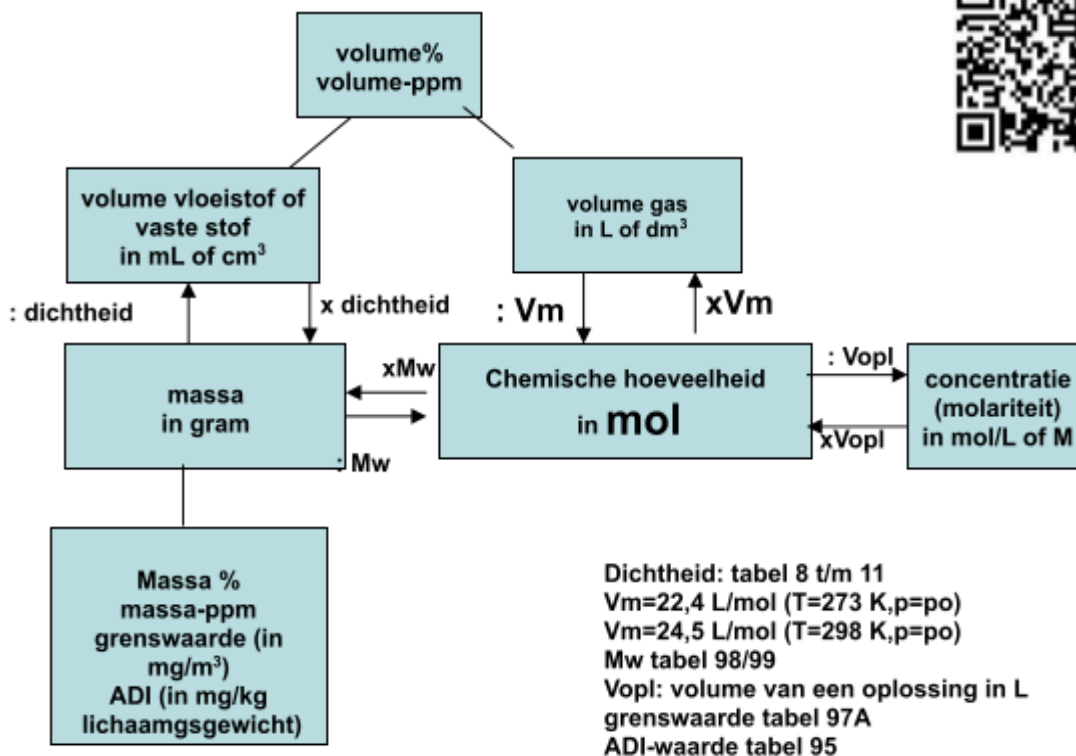 volume%
volume-ppm
volume vloeistof of
vaste stof
in mL of cm³
volume gas
in L of dm³
: dichtheid
x dichtheid
: Vm
xVm
massa
in gram
xMw
: Mw
Chemische hoeveelheid
in mol
: Vopl
xVopl
concentratie
(molariteit)
in mol/L of M
Massa %
massa-ppm
grenswaarde (in
mg/m³)
ADI (in mg/kg
lichaamgsgewicht)
Dichtheid: tabel 8 t/m 11
Vm=22,4 L/mol (T=273 K,p=po)
Vm=24,5 L/mol (T=298 K,p=po)
Mw tabel 98/99
Vopl: volume van een oplossing in L
grenswaarde tabel 97A
ADI-waarde tabel 95